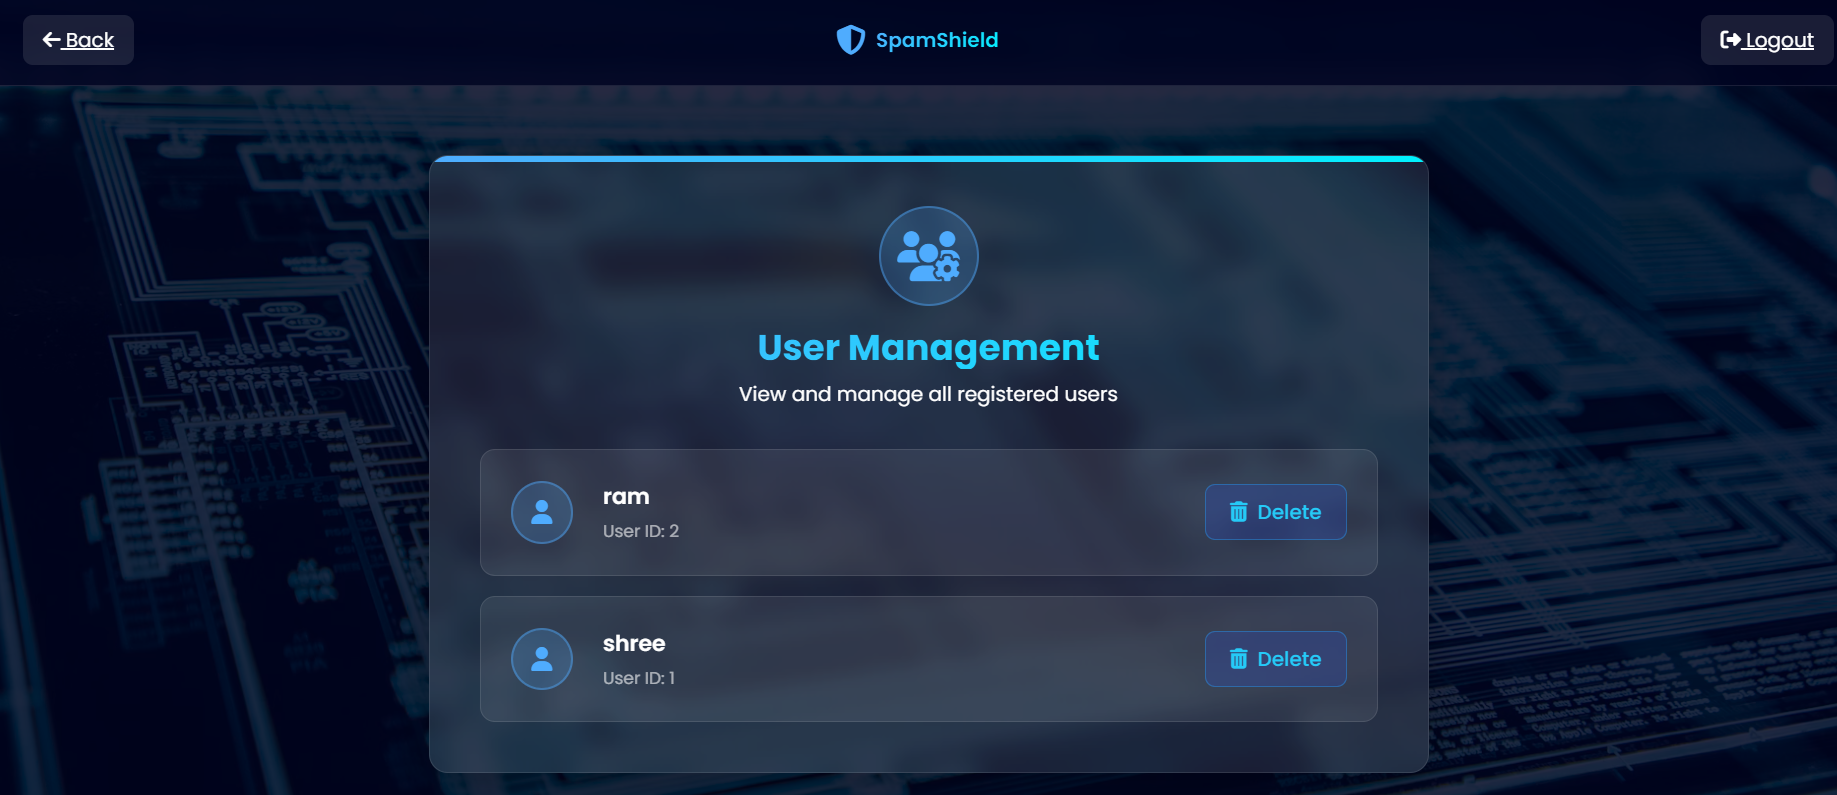 Back
SpamShield
Logout
User Management
View and manage all registered users
ram
User ID: 2
Delete
shree
User ID: 1
Delete